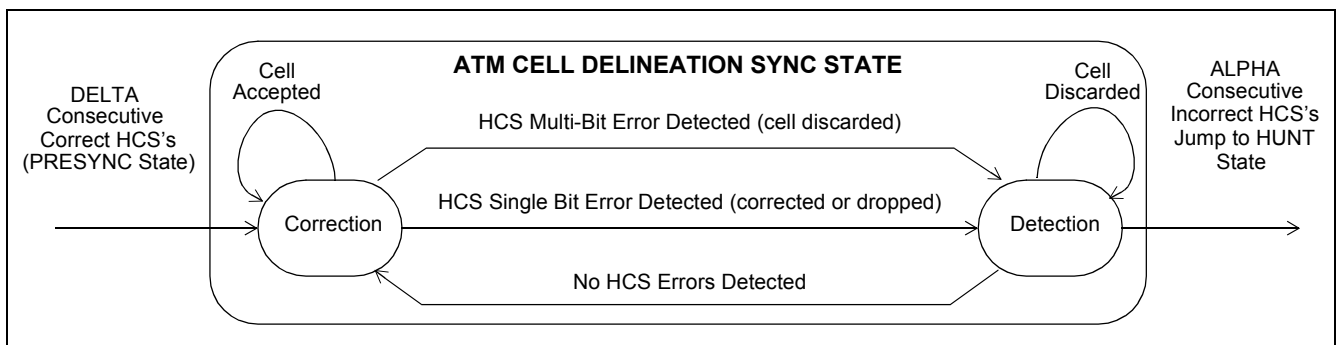 ATM CELL DELINEATION SYNC STATE
DELTA
Consecutive
Correct HCS's
(PRESYNC State)
Cell
Accepted
HCS Multi-Bit Error Detected (cell discarded)
Cell
Discarded
ALPHA
Consecutive
Incorrect HCS's
Jump to HUNT
State
Correction
HCS Single Bit Error Detected (corrected or dropped)
Detection
No HCS Errors Detected